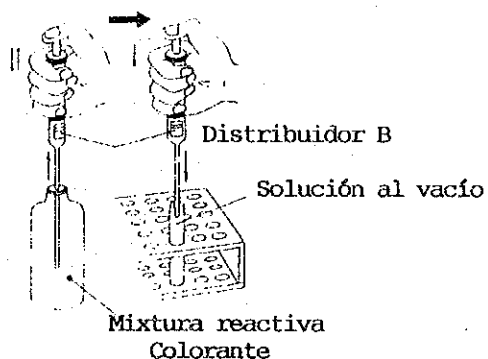 Distribuidor B
Solución al vacío
Mixtura reactiva
Colorante